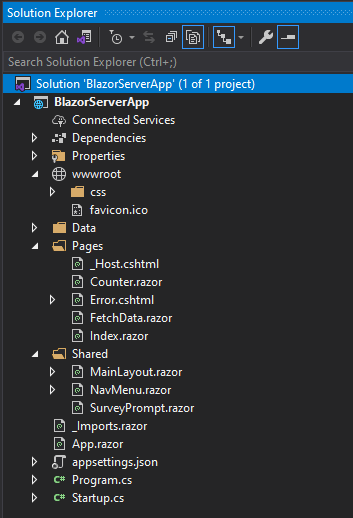 Solution Explorer
Search Solution Explorer (Ctrl+;)
Solution 'BlazorServerApp' (1 of 1 project)
BlazorServerApp
Connected Services
Dependencies
Properties
wwwroot
css
favicon.ico
Data
Pages
_Host.cshtml
Counter.razor
Error.cshtml
FetchData.razor
Index.razor
Shared
MainLayout.razor
NavMenu.razor
SurveyPrompt.razor
_Imports.razor
App.razor
appsettings.json
C# Program.cs
C# Startup.cs